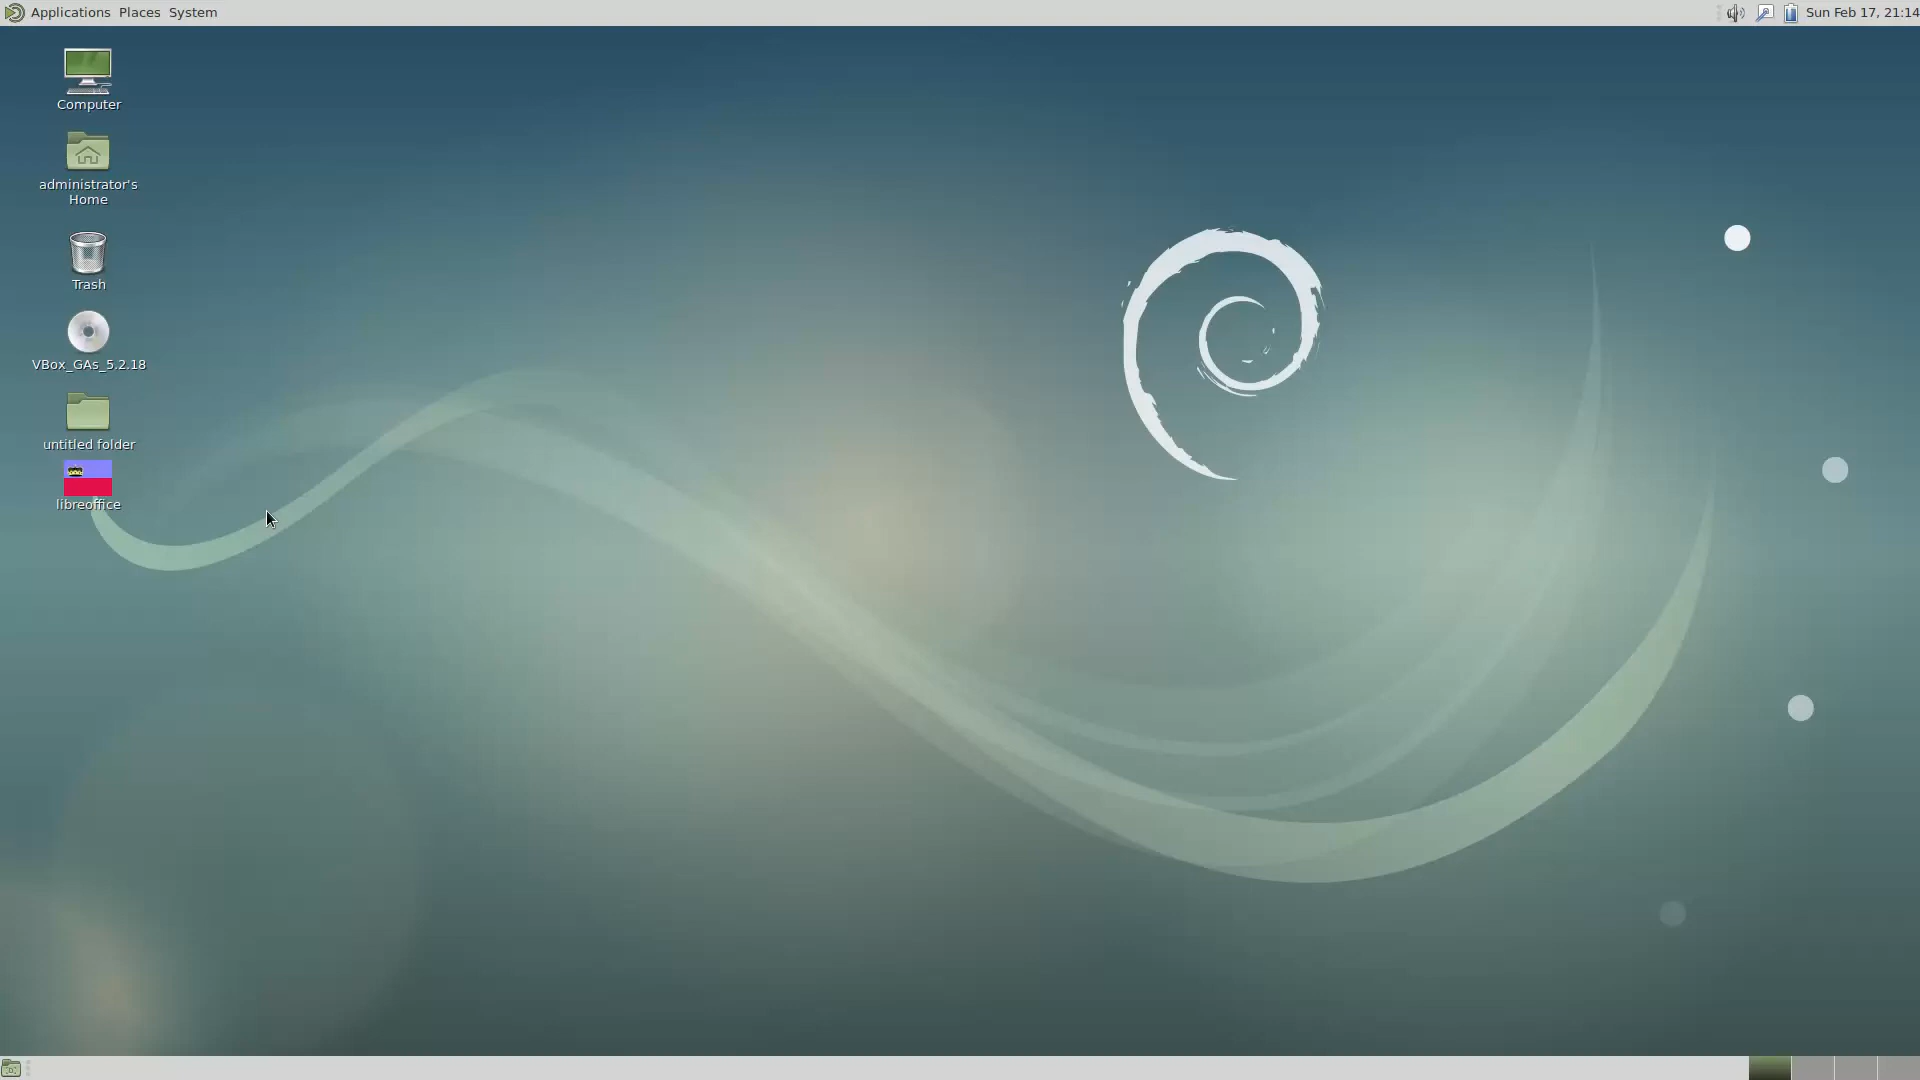 Applications Places System
Sun Feb 17, 21:14
Computer
administrator's
Home
Trash
VBox_GAs_5.2.18
untitled folder
libreoffice